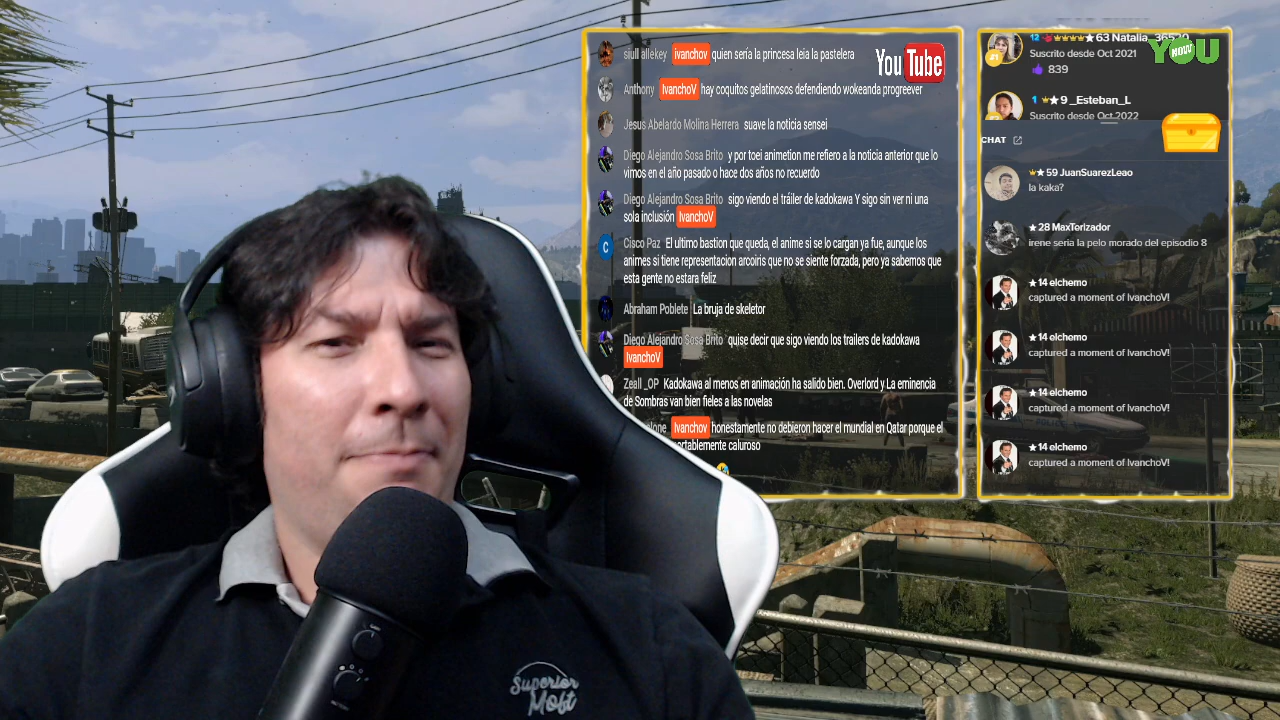 siull allekey ivanchov quien sería la princesa leia la pastelera
Anthony IvanchoV hay coquitos gelatinosos defendiendo wokeanda progreever
Jesus Abelardo Molina Herrera suave la noticia sensei
Diego Alejandro Sosa Brito y por toei animetion me refiero a la noticia anterior que lo
vimos en el año pasado o hace dos años no recuerdo
Diego Alejandro Sosa Brito sigo viendo el tráiler de kadokawa Y sigo sin ver ni una
sola inclusión IvanchoV
C
Cisco Paz El ultimo bastion que queda, el anime si se lo cargan ya fue, aunque los
animes si tiene representacion arcoiris que no se siente forzada, pero ya sabemos que
esta gente no estara feliz
Abraham Poblete La bruja de skeletor
Diego Alejandro Sosa Brito quise decir que sigo viendo los trailers de kadokawa
IvanchoV
Zeall _OP Kadokawa al menos en animación ha salido bien. Overlord y La eminencia
de Sombras van bien fieles a las novelas
Ivanchov honestamente no debieron hacer el mundial en Qatar porque el
caluroso
YouTube
12 63 Natalia_
Suscrito desde Oct 2021
839
YOU NOW
1 9 _Esteban_L
Suscrito desde Oct 2022
CHAT
59 JuanSuarezLeao
la kaka?
28 MaxTerizador
irene seria la pelo morado del episodio 8
14 elchemo
captured a moment of IvanchoV!
14 elchemo
captured a moment of IvanchoV!
14 elchemo
captured a moment of IvanchoV!
14 elchemo
captured a moment of IvanchoV!
Superior
Moft